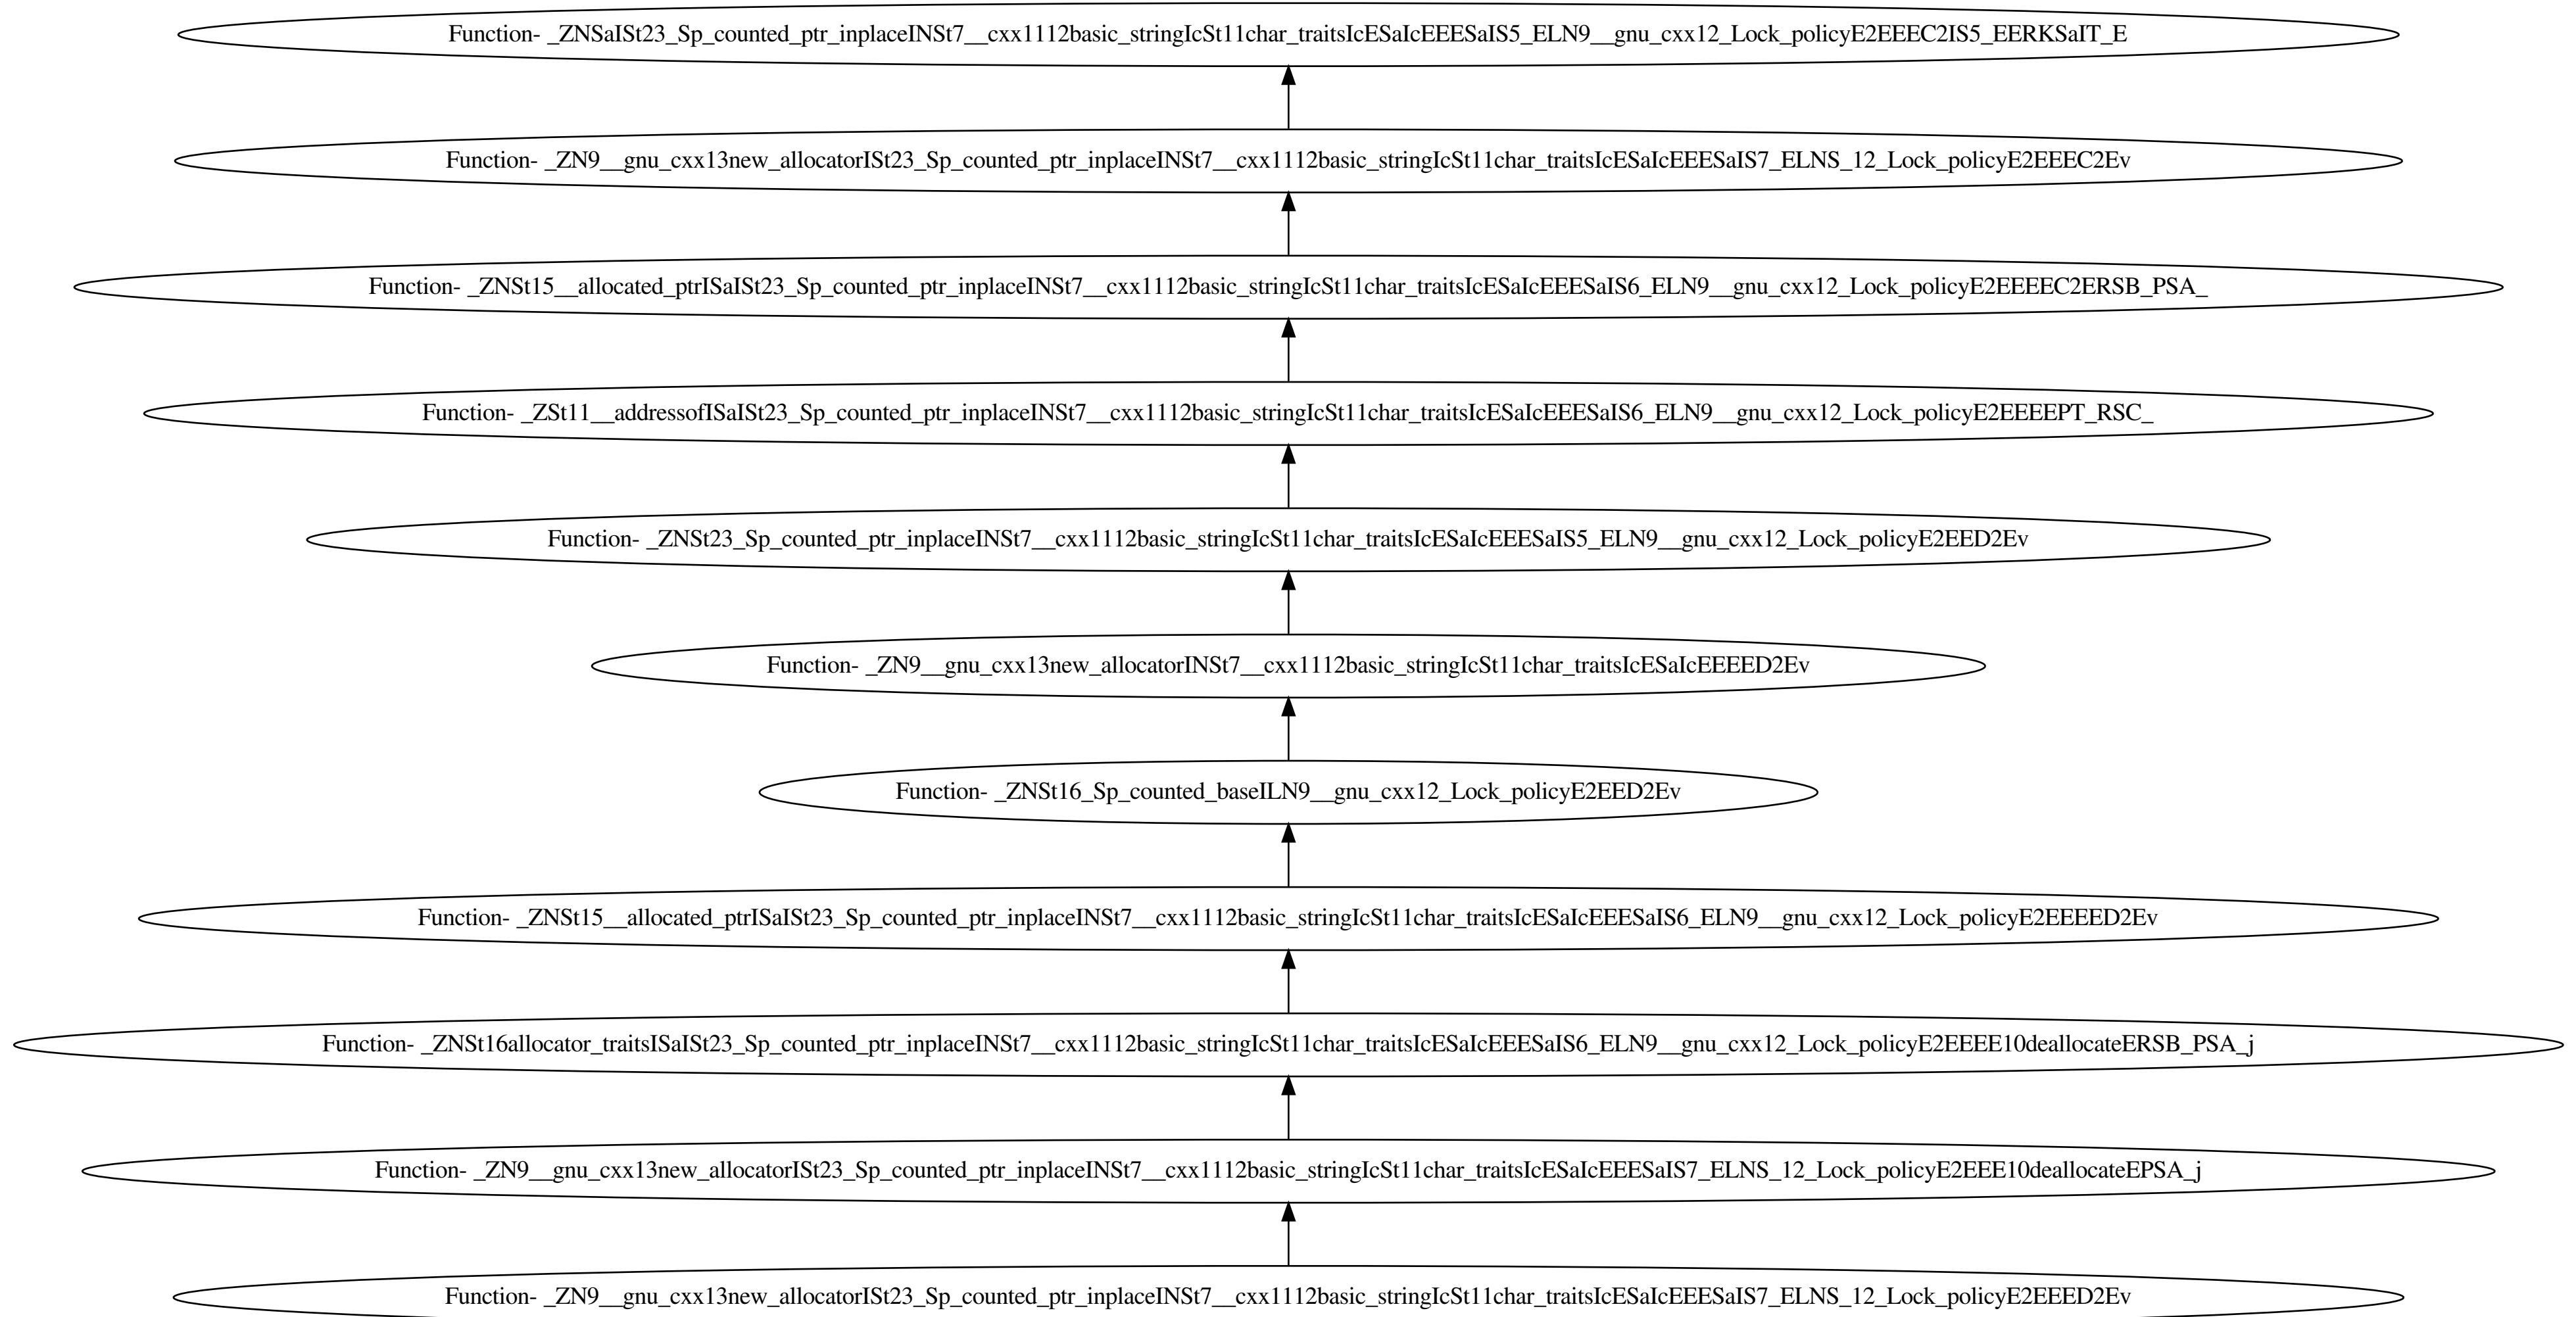 Function- _ZNSaISt23_Sp_counted_ptr_inplaceINSt7__cxx1112basic_stringIcSt11char_traitsIcESaIcEEESaIS5_ELN9__gnu_cxx12_Lock_policyE2EEEC2IS5_EERKSaIT_E
Function- _ZN9__gnu_cxx13new_allocatorISt23_Sp_counted_ptr_inplaceINSt7__cxx1112basic_stringIcSt11char_traitsIcESaIcEEESaIS7_ELNS_12_Lock_policyE2EEEC2Ev
Function- _ZNSt15__allocated_ptrISaISt23_Sp_counted_ptr_inplaceINSt7__cxx1112basic_stringIcSt11char_traitsIcESaIcEEESaIS6_ELN9__gnu_cxx12_Lock_policyE2EEEEC2ERSB_PSA_
Function- _ZSt11__addressofISaISt23_Sp_counted_ptr_inplaceINSt7__cxx1112basic_stringIcSt11char_traitsIcESaIcEEESaIS6_ELN9__gnu_cxx12_Lock_policyE2EEEEPT_RSC_
Function- _ZNSt23_Sp_counted_ptr_inplaceINSt7__cxx1112basic_stringIcSt11char_traitsIcESaIcEEESaIS5_ELN9__gnu_cxx12_Lock_policyE2EED2Ev
Function- _ZN9__gnu_cxx13new_allocatorINSt7__cxx1112basic_stringIcSt11char_traitsIcESaIcEEEED2Ev
Function- _ZNSt16_Sp_counted_baseILN9__gnu_cxx12_Lock_policyE2EED2Ev
Function- _ZNSt15__allocated_ptrISaISt23_Sp_counted_ptr_inplaceINSt7__cxx1112basic_stringIcSt11char_traitsIcESaIcEEESaIS6_ELN9__gnu_cxx12_Lock_policyE2EEEED2Ev
Function- _ZNSt16allocator_traitsISaISt23_Sp_counted_ptr_inplaceINSt7__cxx1112basic_stringIcSt11char_traitsIcESaIcEEESaIS6_ELN9__gnu_cxx12_Lock_policyE2EEEE10deallocateERSB_PSA_j
Function- _ZN9__gnu_cxx13new_allocatorISt23_Sp_counted_ptr_inplaceINSt7__cxx1112basic_stringIcSt11char_traitsIcESaIcEEESaIS7_ELNS_12_Lock_policyE2EEE10deallocateEPSA_j
Function- _ZN9__gnu_cxx13new_allocatorISt23_Sp_counted_ptr_inplaceINSt7__cxx1112basic_stringIcSt11char_traitsIcESaIcEEESaIS7_ELNS_12_Lock_policyE2EEED2Ev